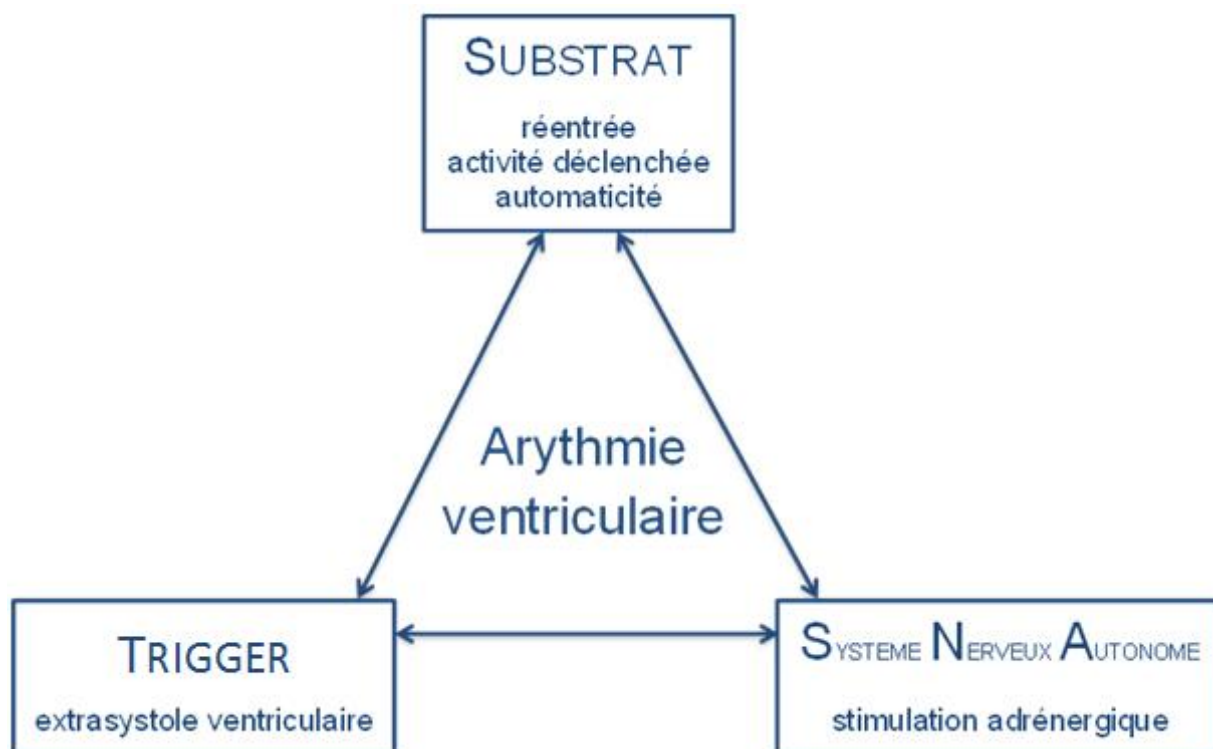 SUBSTRAT
réentrée
activité déclenchée
automaticité
Arythmie
ventriculaire
TRIGGER
extrasystole ventriculaire
SYSTEME NERVEUX AUTONOME
stimulation adrénergique